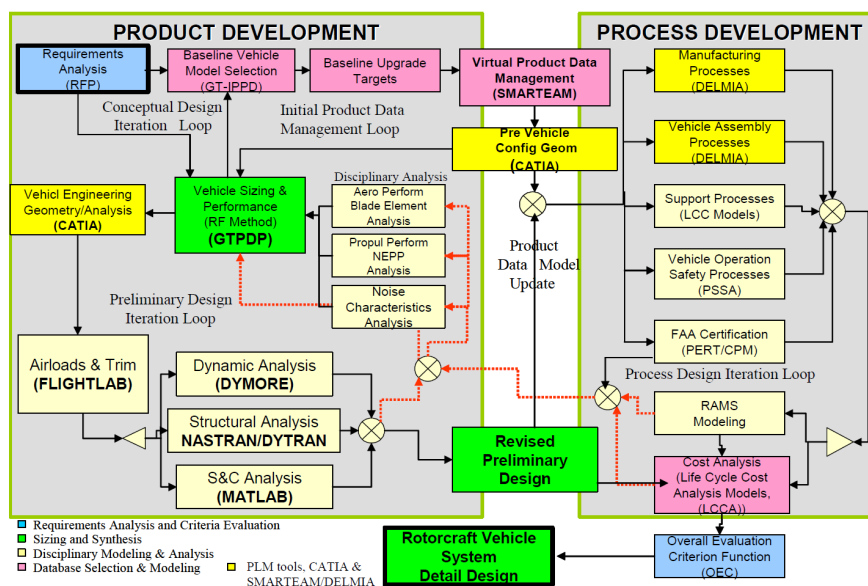 PRODUCT DEVELOPMENT
PROCESS DEVELOPMENT
Requirements
Analysis
(RFP)
Baseline Vehicle
Model Selection
(GT-IPPD)
Baseline Upgrade
Targets
Virtual Product Data
Management
(SMARTEAM)
Manufacturing
Processes
(DELMIA)
Conceptual Design
Iteration Loop
Initial Product Data
Management Loop
Pre Vehicle
Config Geom
(CATIA)
Vehicle Assembly
Processes
(DELMIA)
Disciplinary Analysis
Vehicl Engineering
Geometry/Analysis
(CATIA)
Vehicle Sizing &
Performance
(RF Method)
(GTPDP)
Aero Perform
Blade Element
Analysis
Propul Perform
NEPP
Analysis
Noise
Characteristics
Analysis
Support Processes
(LCC Models)
Product
Data Model
Update
Vehicle Operation
Safety Processes
(PSSA)
Preliminary Design
Iteration Loop
FAA Certification
(PERT/CPM)
Process Design Iteration Loop
Airloads & Trim
(FLIGHTLAB)
Dynamic Analysis
(DYMORE)
Structural Analysis
NASTRAN/DYTRAN
S&C Analysis
(MATLAB)
Revised
Preliminary
Design
RAMS
Modeling
Cost Analysis
(Life Cycle Cost
Analysis Models,
(LCCA))
Overall Evaluation
Criterion Function
(OEC)
Rotorcraft Vehicle
System
Detail Design
Requirements Analysis and Criteria Evaluation
Sizing and Synthesis
Disciplinary Modeling & Analysis
Database Selection & Modeling
PLM tools, CATIA &
SMARTEAM/DELMIA